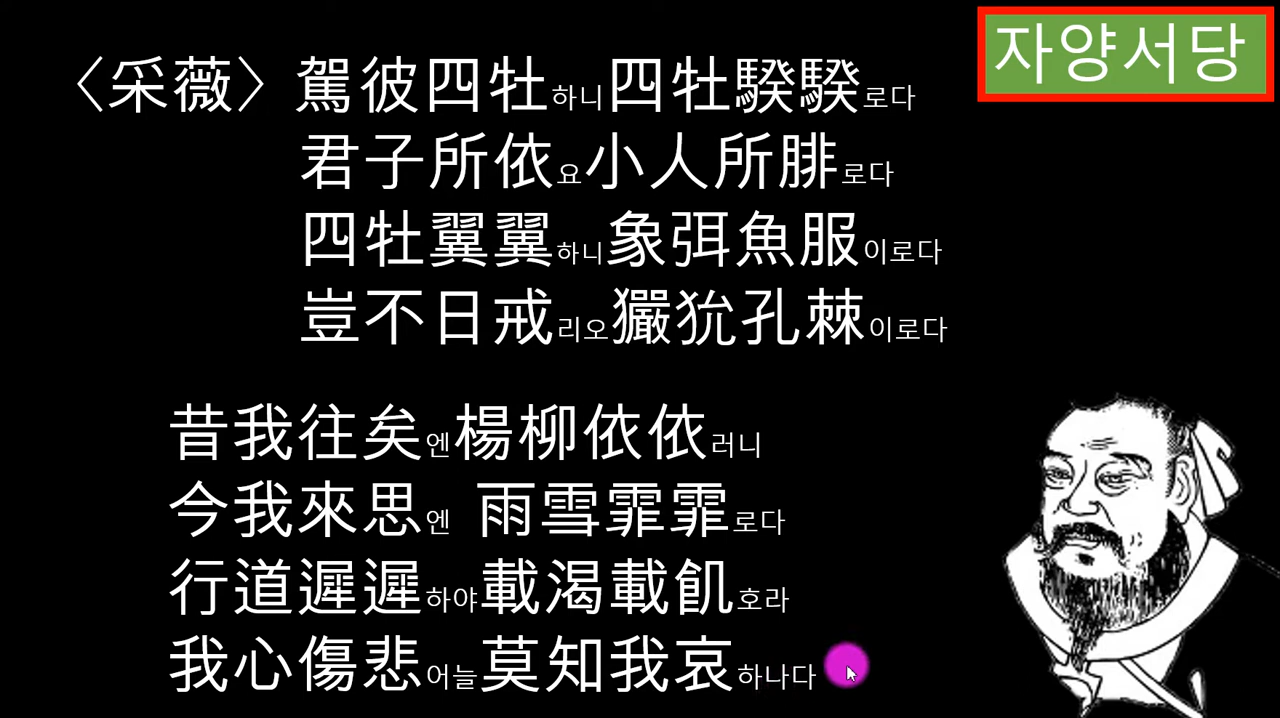 자양서당
〈采薇〉駕彼四牡하니四牡騤騤로다
君子所依요小人所腓로다
四牡翼翼하니象弭魚服이로다
豈不日戒리오玁狁孔棘이로다
昔我往矣엔楊柳依依러니
今我來思엔 雨雪霏霏로다
行道遲遲하야載渴載飢호라
我心傷悲어늘莫知我哀하나다